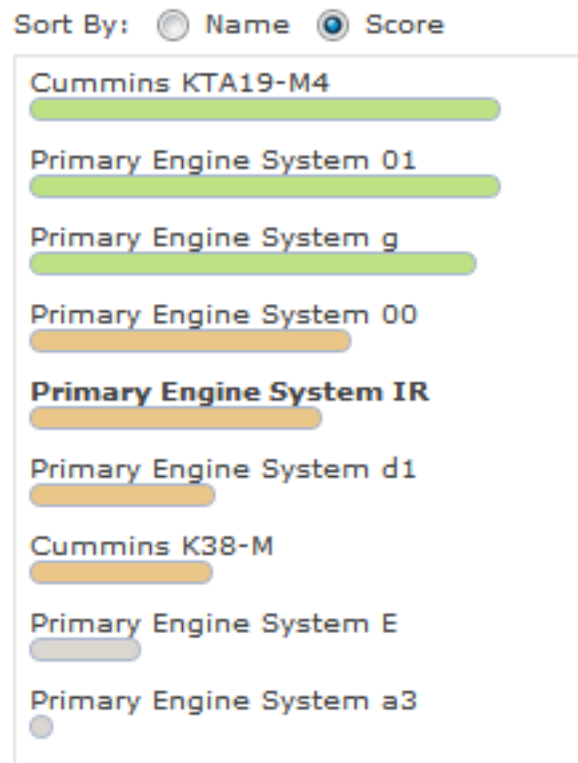 Sort By: Name Score
Cummins KTA19-M4
Primary Engine System 01
Primary Engine System g
Primary Engine System 00
Primary Engine System IR
Primary Engine System d1
Cummins K38-M
Primary Engine System E
Primary Engine System a3